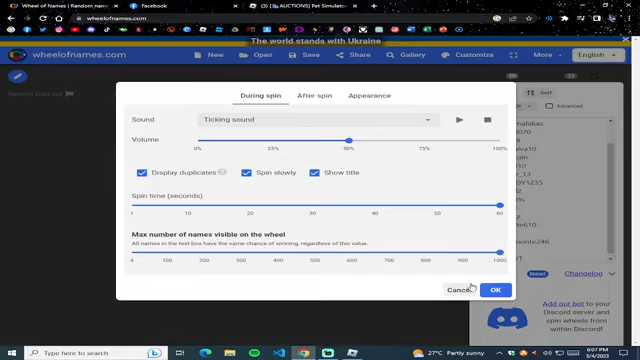 Wheel of Names | Random name
Facebook
[AUCTIONS] Pet Simulator
wheelofnames.com
The world stands with Ukraine
wheelofnames.com
New
Open
Save
Share
Gallery
Customize
More
English
During spin
After spin
Appearance
Sort
Advanced
Sound
Ticking sound
Volume
0%
25%
50%
75%
100%
Display duplicates
Spin slowly
Show title
Spin time (seconds)
1
10
20
30
40
50
60
Max number of names visible on the wheel
All names in the text-box have the same chance of winning, regardless of this value.
4
100
200
300
400
500
600
700
800
900
1000
Cancel
OK
New!
Changelog
Add our bot to your
Discord server and
spin wheels from
within Discord!
Type here to search
27°C Partly sunny
6:07 PM
3/4/2023